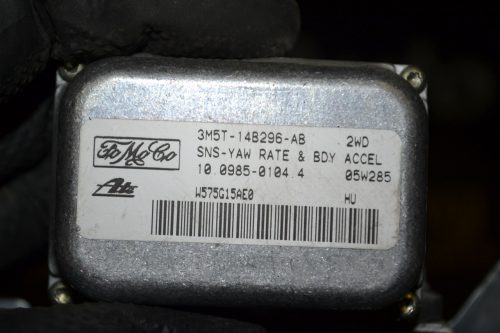 3M5T-14B296-AB 2WD
FoMoCo SNS-YAW RATE & BDY ACCEL
10.0985-0104.4 05W285
Ate W575G15AE0 HU